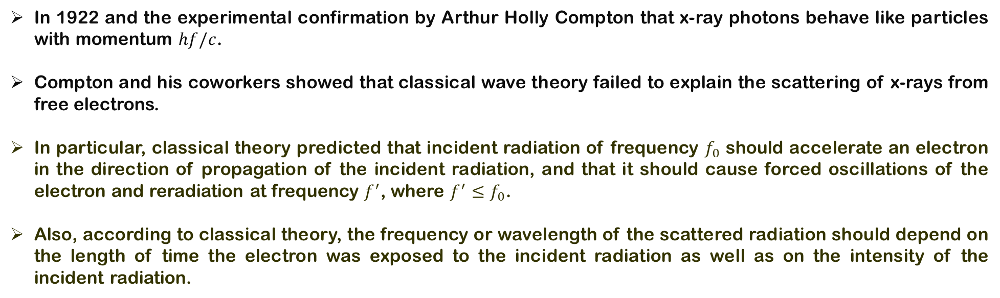 ➢ In 1922 and the experimental confirmation by Arthur Holly Compton that x-ray photons behave like particles
with momentum hf/c.
➢ Compton and his coworkers showed that classical wave theory failed to explain the scattering of x-rays from
free electrons.
➢ In particular, classical theory predicted that incident radiation of frequency f₀ should accelerate an electron
in the direction of propagation of the incident radiation, and that it should cause forced oscillations of the
electron and reradiation at frequency f′, where f′ ≤ f₀.
➢ Also, according to classical theory, the frequency or wavelength of the scattered radiation should depend on
the length of time the electron was exposed to the incident radiation as well as on the intensity of the
incident radiation.